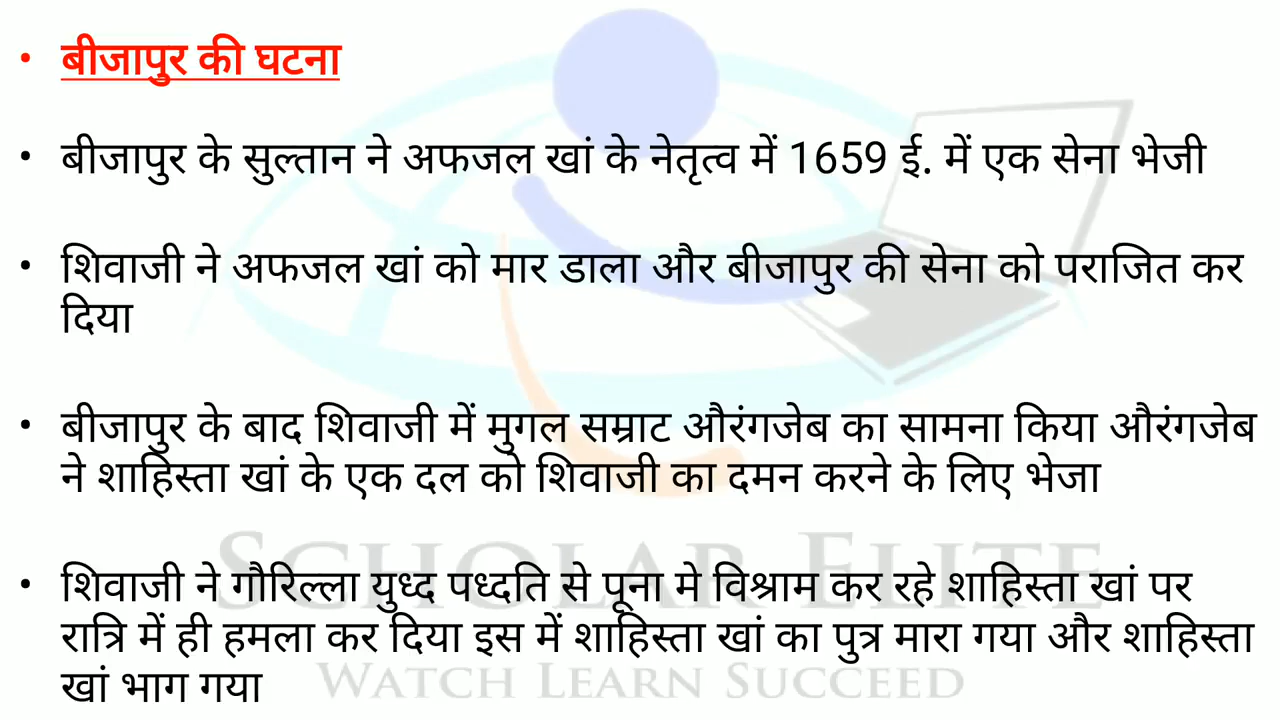 • बीजापुर की घटना
• बीजापुर के सुल्तान ने अफजल खां के नेतृत्व में 1659 ई. में एक सेना भेजी
• शिवाजी ने अफजल खां को मार डाला और बीजापुर की सेना को पराजित कर
दिया
• बीजापुर के बाद शिवाजी में मुगल सम्राट औरंगजेब का सामना किया औरंगजेब
ने शाहिस्ता खां के एक दल को शिवाजी का दमन करने के लिए भेजा
• शिवाजी ने गौरिल्ला युध्द पध्दति से पूना मे विश्राम कर रहे शाहिस्ता खां पर
रात्रि में ही हमला कर दिया इस में शाहिस्ता खां का पुत्र मारा गया और शाहिस्ता
खां भाग गया
SCHOLAR ELITE
WATCH LEARN SUCCEED